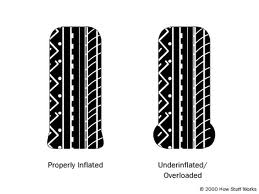 Properly Inflated
Underinflated/
Overloaded
© 2000 How Stuff Works